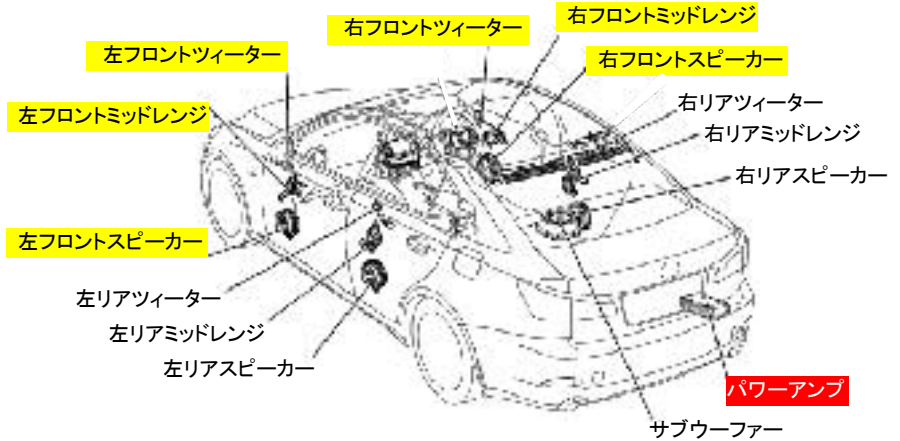 右フロントツィーター
右フロントミッドレンジ
左フロントツィーター
右フロントスピーカー
左フロントミッドレンジ
右リアツィーター
右リアミッドレンジ
右リアスピーカー
左フロントスピーカー
左リアツィーター
左リアミッドレンジ
左リアスピーカー
パワーアンプ
サブウーファー